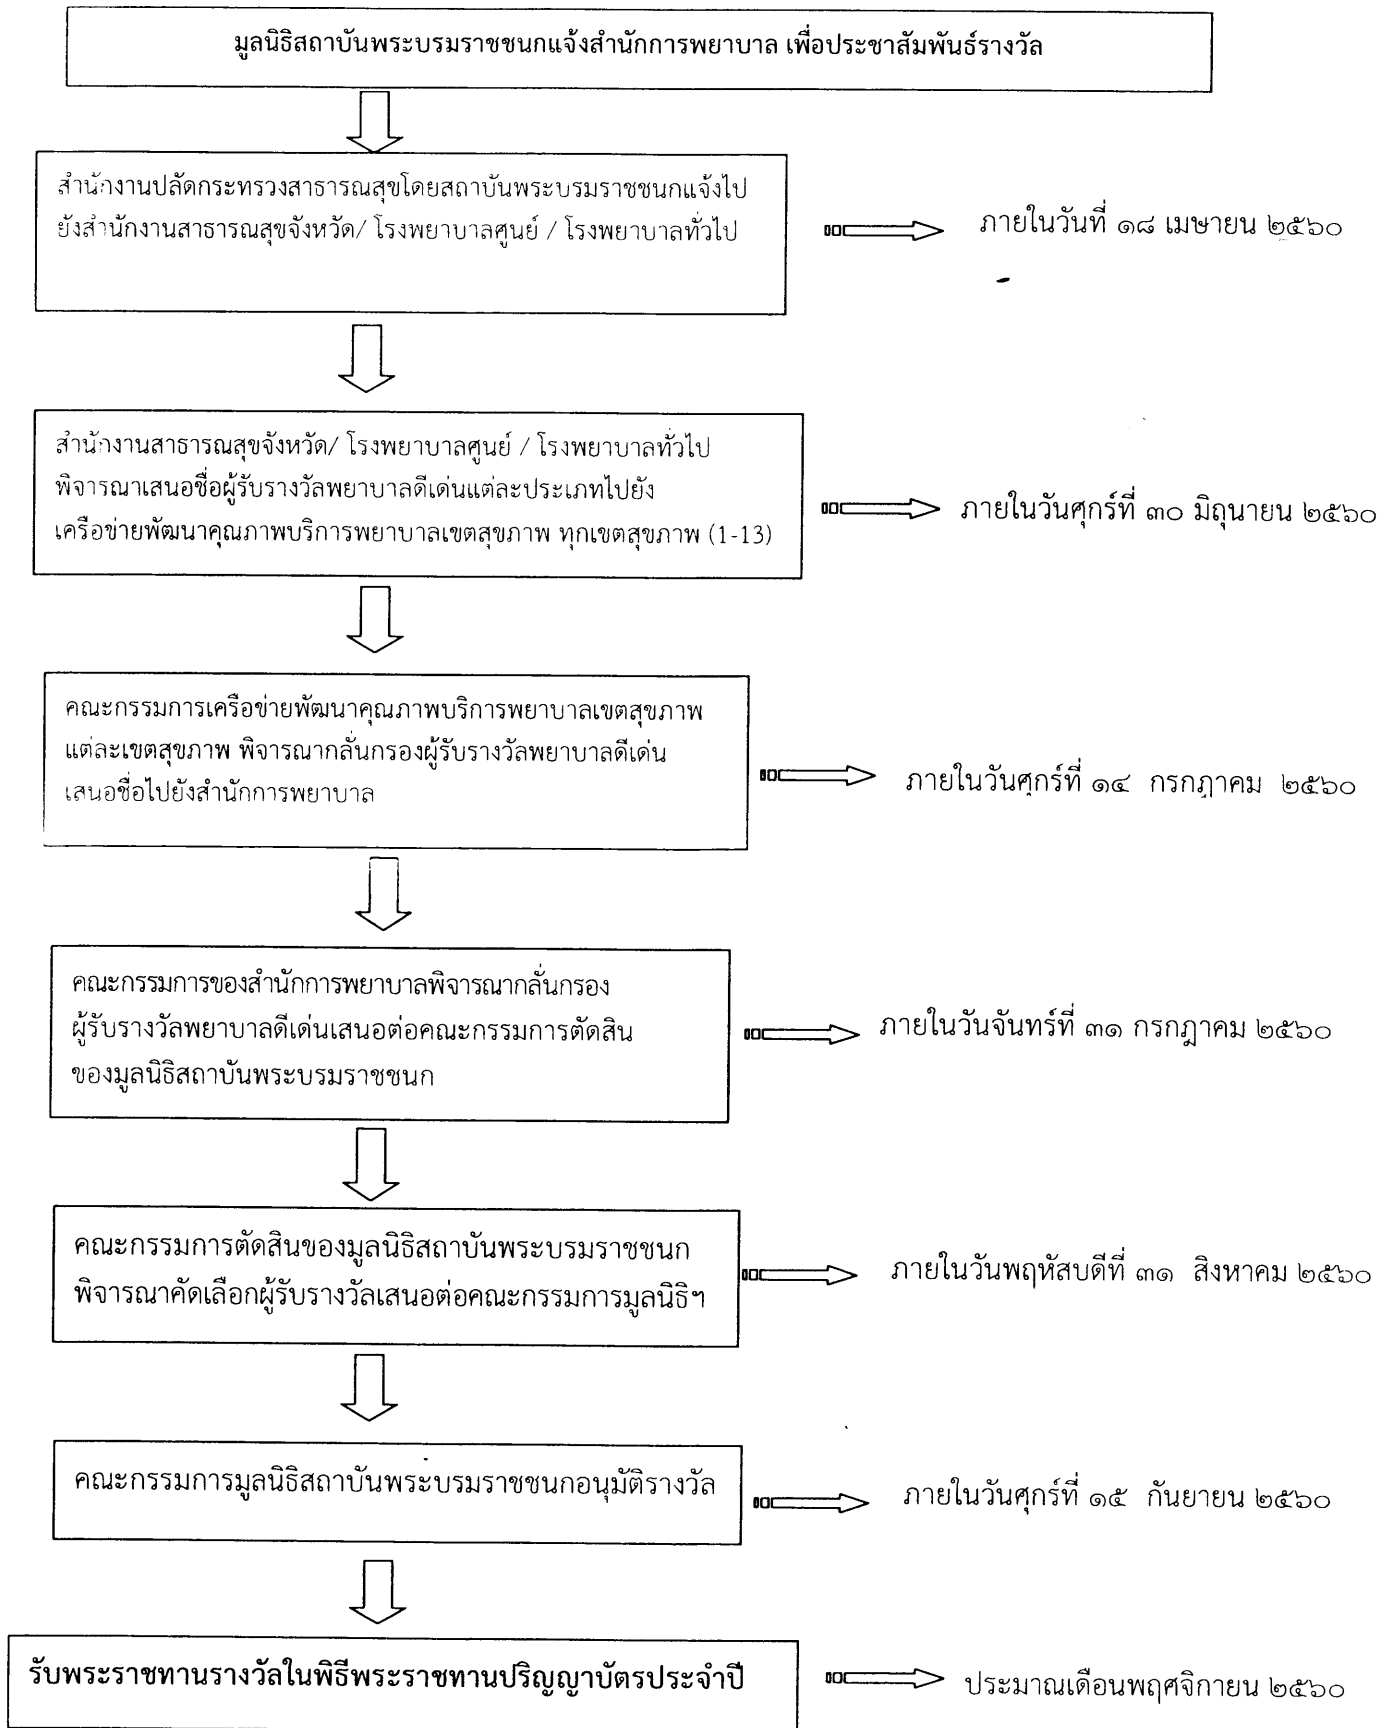 มูลนิธิสถาบันพระบรมราชชนกแจ้งสำนักการพยาบาล เพื่อประชาสัมพันธ์รางวัล
สำนักงานปลัดกระทรวงสาธารณสุขโดยสถาบันพระบรมราชชนกแจ้งไป
ยังสำนักงานสาธารณสุขจังหวัด/ โรงพยาบาลศูนย์ / โรงพยาบาลทั่วไป
ภายในวันที่ ๑๘ เมษายน ๒๕๖๐
สำนักงานสาธารณสุขจังหวัด/ โรงพยาบาลศูนย์ / โรงพยาบาลทั่วไป
พิจารณาเสนอชื่อผู้รับรางวัลพยาบาลดีเด่นแต่ละประเภทไปยัง
เครือข่ายพัฒนาคุณภาพบริการพยาบาลเขตสุขภาพ ทุกเขตสุขภาพ (1-13)
ภายในวันศุกร์ที่ ๓๐ มิถุนายน ๒๕๖๐
คณะกรรมการเครือข่ายพัฒนาคุณภาพบริการพยาบาลเขตสุขภาพ
แต่ละเขตสุขภาพ พิจารณากลั่นกรองผู้รับรางวัลพยาบาลดีเด่น
เสนอชื่อไปยังสำนักการพยาบาล
ภายในวันศุกร์ที่ ๑๔ กรกฎาคม ๒๕๖๐
คณะกรรมการของสำนักการพยาบาลพิจารณากลั่นกรอง
ผู้รับรางวัลพยาบาลดีเด่นเสนอต่อคณะกรรมการตัดสิน
ของมูลนิธิสถาบันพระบรมราชชนก
ภายในวันจันทร์ที่ ๓๑ กรกฎาคม ๒๕๖๐
คณะกรรมการตัดสินของมูลนิธิสถาบันพระบรมราชชนก
พิจารณาคัดเลือกผู้รับรางวัลเสนอต่อคณะกรรมการมูลนิธิฯ
ภายในวันพฤหัสบดีที่ ๓๑ สิงหาคม ๒๕๖๐
คณะกรรมการมูลนิธิสถาบันพระบรมราชชนกอนุมัติรางวัล
ภายในวันศุกร์ที่ ๑๕ กันยายน ๒๕๖๐
รับพระราชทานรางวัลในพิธีพระราชทานปริญญาบัตรประจำปี
ประมาณเดือนพฤศจิกายน ๒๕๖๐